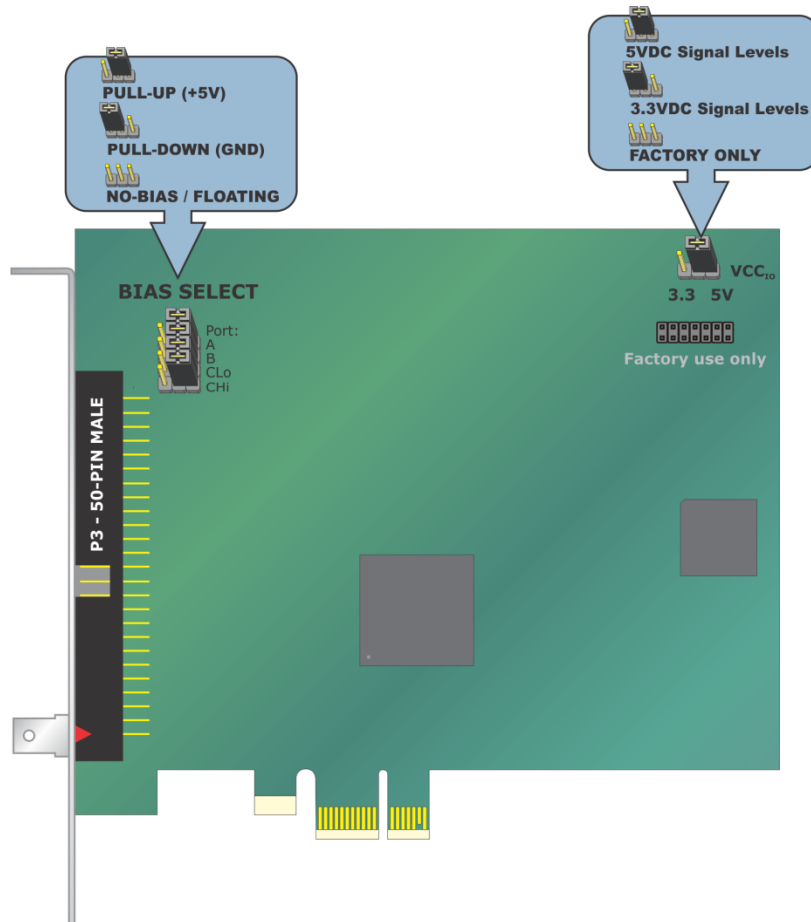 5VDC Signal Levels
3.3VDC Signal Levels
FACTORY ONLY
PULL-UP (+5V)
PULL-DOWN (GND)
NO-BIAS / FLOATING
BIAS SELECT
Port:
A
B
CLo
CHi
VCCIO
3.3 5V
Factory use only
P3 - 50-PIN MALE